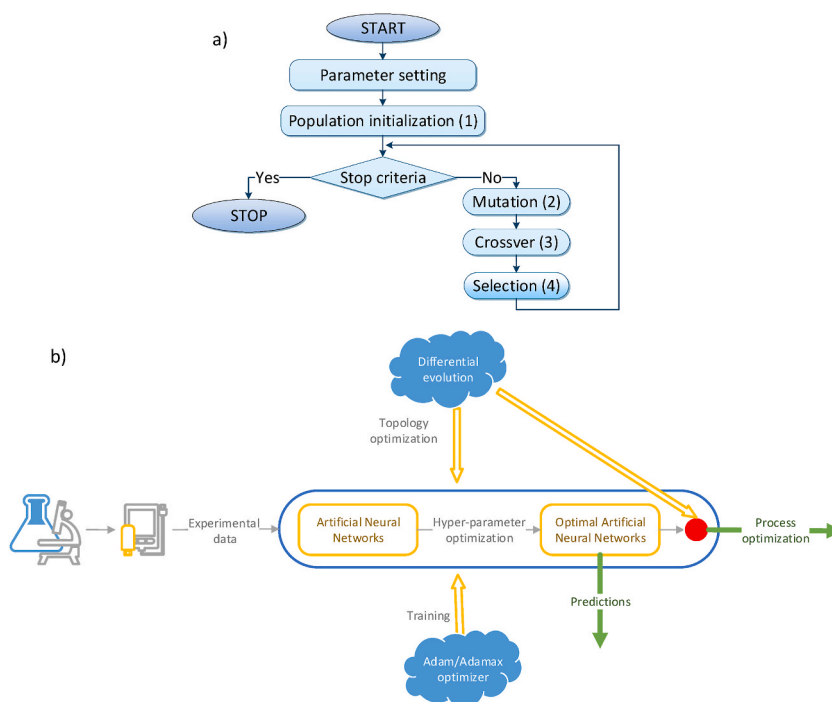 a)
START
Parameter setting
Population initialization (1)
Stop criteria
Yes
No
STOP
Mutation (2)
Crossver (3)
Selection (4)
b)
Differential
evolution
Topology
optimization
Experimental
data
Artificial Neural
Networks
Hyper-parameter
optimization
Optimal Artificial
Neural Networks
Process
optimization
Predictions
Training
Adam/Adamax
optimizer